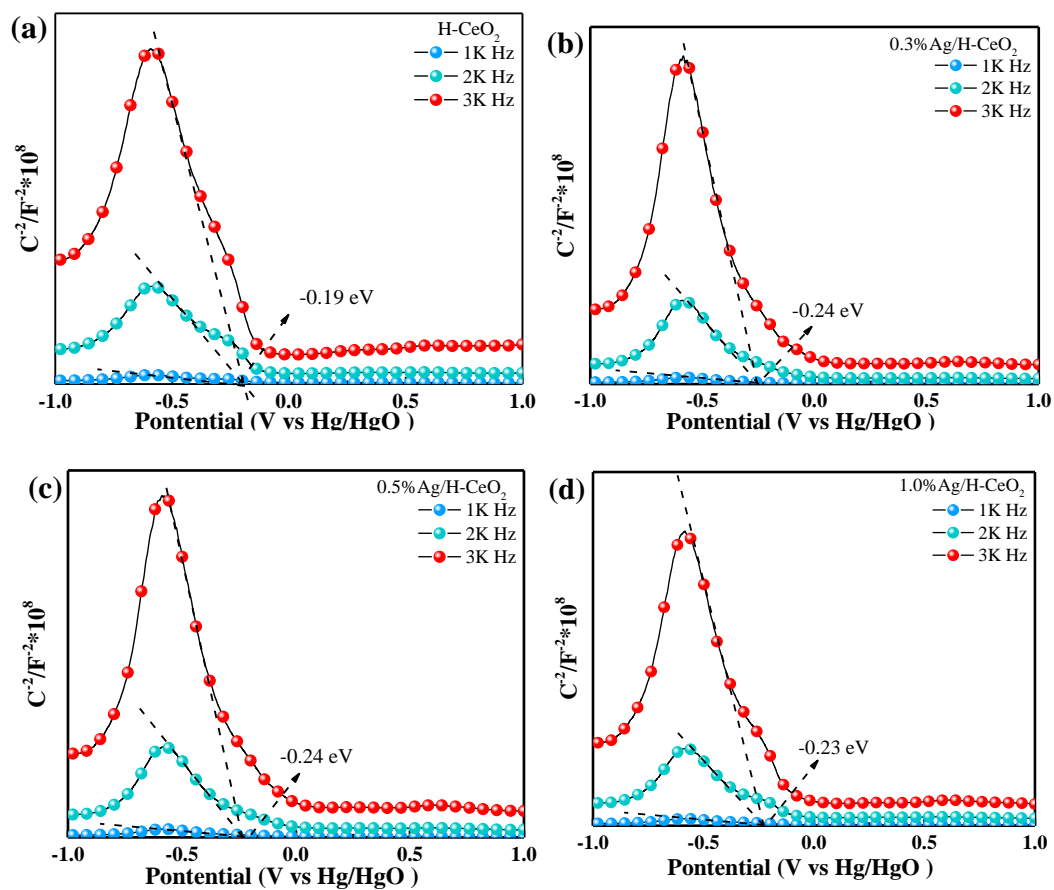 (a)
H-CeO₂
1K Hz
2K Hz
3K Hz
C⁻²/F⁻²*10⁸
-0.19 eV
-1.0 -0.5 0.0 0.5 1.0
Pontential (V vs Hg/HgO )
(b)
0.3%Ag/H-CeO₂
1K Hz
2K Hz
3K Hz
C⁻²/F⁻²*10⁸
-0.24 eV
-1.0 -0.5 0.0 0.5 1.0
Pontential (V vs Hg/HgO )
(c)
0.5%Ag/H-CeO₂
1K Hz
2K Hz
3K Hz
C⁻²/F⁻²*10⁸
-0.24 eV
-1.0 -0.5 0.0 0.5 1.0
Pontential (V vs Hg/HgO )
(d)
1.0%Ag/H-CeO₂
1K Hz
2K Hz
3K Hz
C⁻²/F⁻²*10⁸
-0.23 eV
-1.0 -0.5 0.0 0.5 1.0
Pontential (V vs Hg/HgO )